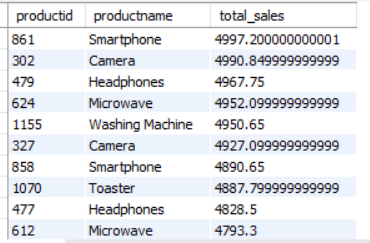 productid productname total_sales
861 Smartphone 4997.200000000001
302 Camera 4990.849999999999
479 Headphones 4967.75
624 Microwave 4952.099999999999
1155 Washing Machine 4950.65
327 Camera 4927.099999999999
858 Smartphone 4890.65
1070 Toaster 4887.799999999999
477 Headphones 4828.5
612 Microwave 4793.3